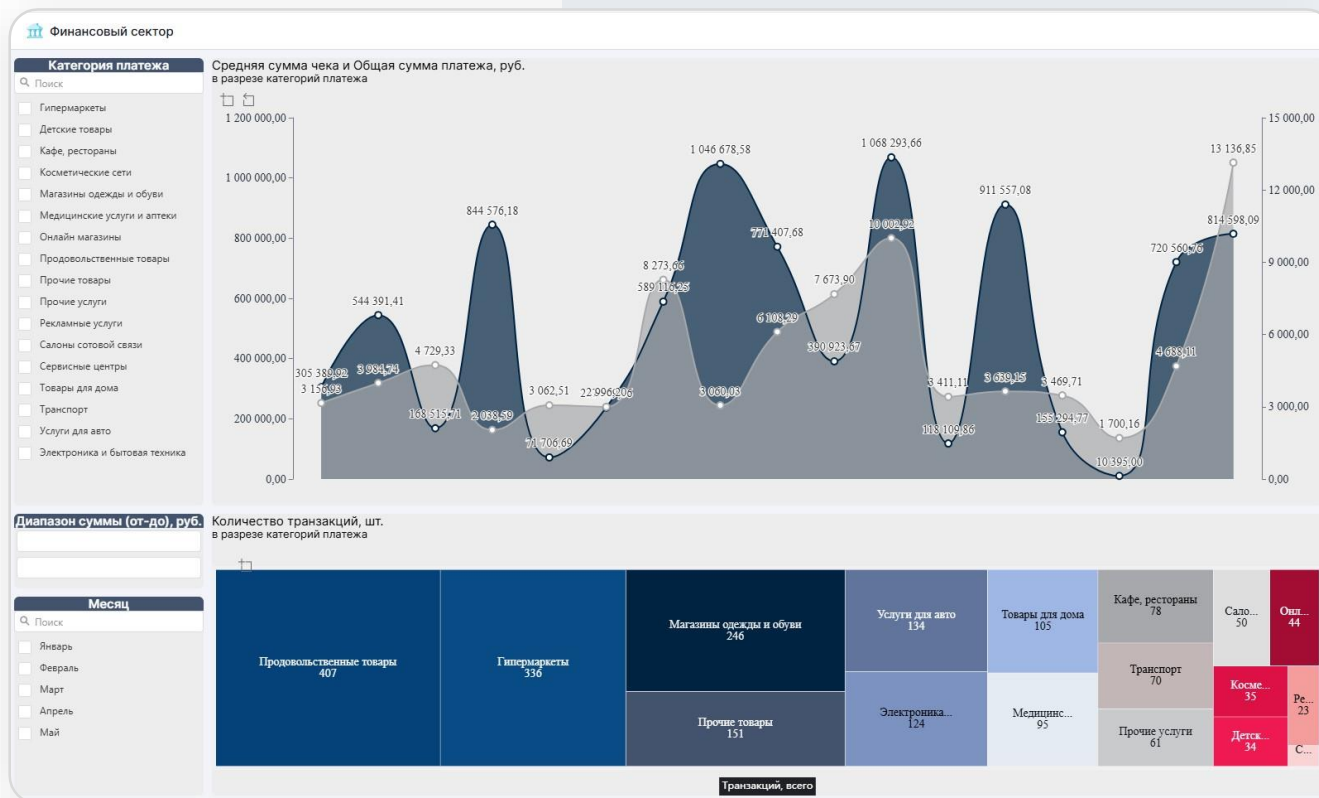 Финансовый сектор
Категория платежа
Поиск
Гипермаркеты
Детские товары
Кафе, рестораны
Косметические сети
Магазины одежды и обуви
Медицинские услуги и аптеки
Онлайн магазины
Продовольственные товары
Прочие товары
Прочие услуги
Рекламные услуги
Салоны сотовой связи
Сервисные центры
Товары для дома
Транспорт
Услуги для авто
Электроника и бытовая техника
Диапазон суммы (от-до), руб.
Месяц
Поиск
Январь
Февраль
Март
Апрель
Май
Средняя сумма чека и Общая сумма платежа, руб.
в разрезе категорий платежа
1 200 000,00
1 000 000,00
800 000,00
600 000,00
400 000,00
200 000,00
0,00
15 000,00
12 000,00
9 000,00
6 000,00
3 000,00
0,00
305 389,92
3 156,93
544 391,41
3 984,74
4 729,33
168 515,71
844 576,18
2 038,59
3 062,51
71 706,69
8 273,66
589 116,25
1 046 678,58
3 060,03
771 407,68
6 108,29
7 673,90
390 923,67
1 068 293,66
10 002,92
3 411,11
118 109,86
911 557,08
3 639,15
3 469,71
155 294,77
1 700,16
10 395,00
720 560,76
4 688,11
13 136,85
814 598,09
Количество транзакций, шт.
в разрезе категорий платежа
Продовольственные товары
407
Гипермаркеты
336
Магазины одежды и обуви
246
Прочие товары
151
Услуги для авто
134
Электроника...
124
Товары для дома
105
Медицинс...
95
Кафе, рестораны
78
Транспорт
70
Прочие услуги
61
Сало...
50
Онл...
44
Косме...
35
Детск...
34
Ре...
23
С...
Транзакций, всего